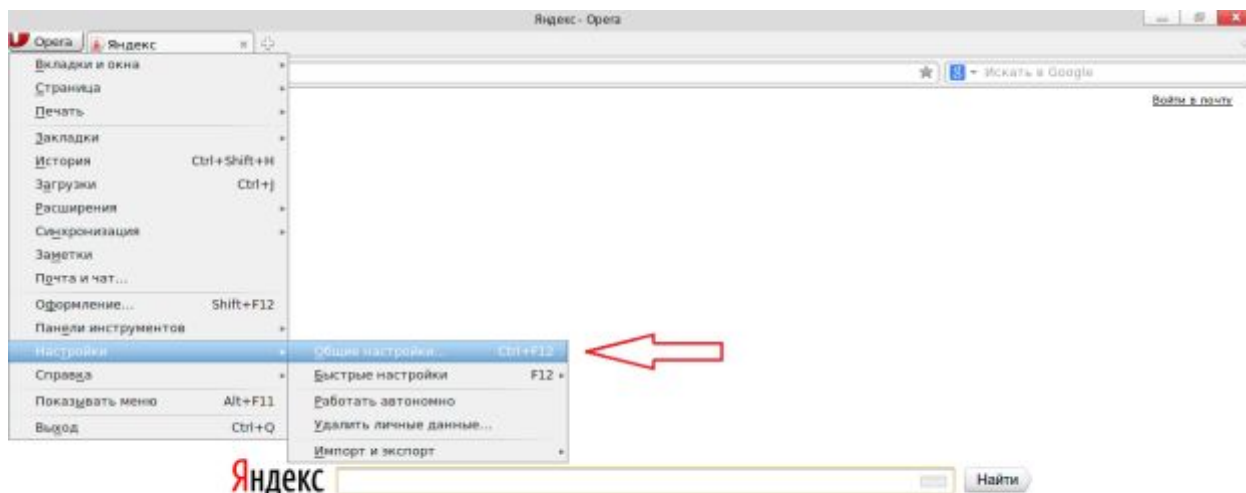 Яндекс - Opera
Opera
Яндекс
Искать в Google
Войти в почту
Вкладки и окна
Страница
Печать
Закладки
История Ctrl+Shift+H
Загрузки Ctrl+J
Расширения
Синхронизация
Заметки
Почта и чат...
Оформление... Shift+F12
Панели инструментов
Настройки
Справка
Показывать меню Alt+F11
Выход Ctrl+Q
Общие настройки... Ctrl+F12
Быстрые настройки F12
Работать автономно
Удалить личные данные...
Импорт и экспорт
Яндекс
Найти